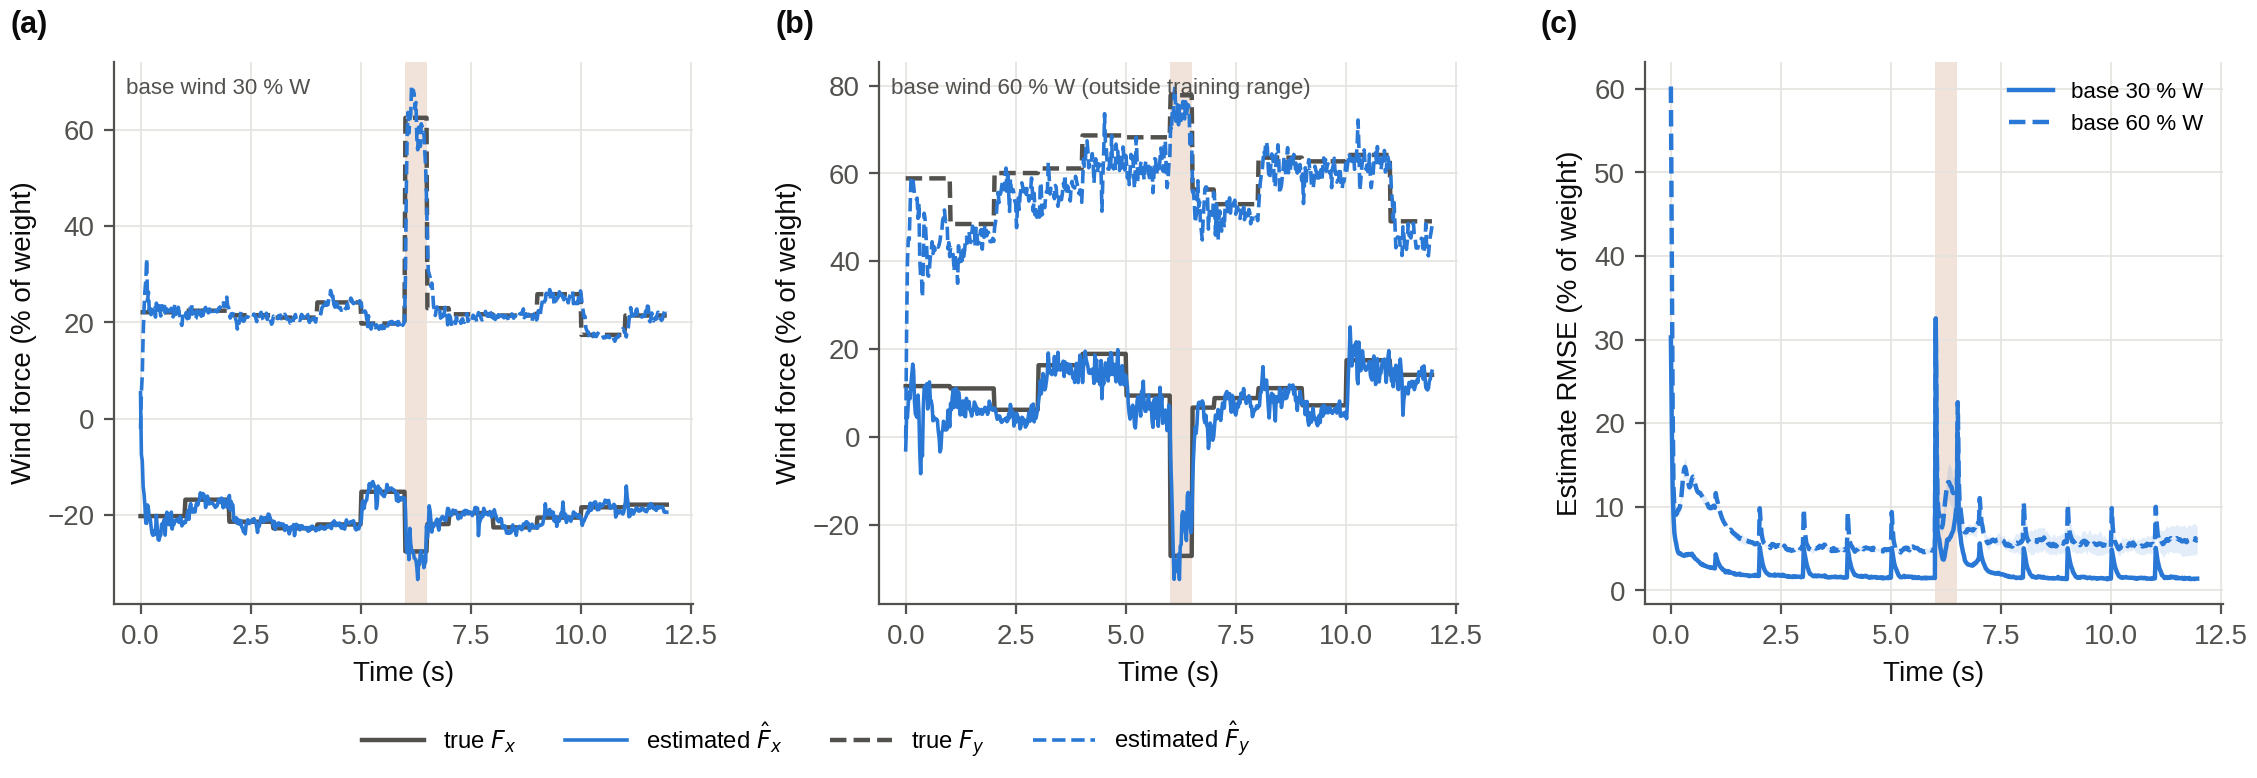 (a)
base wind 30 % W
Wind force (% of weight)
60
40
20
0
−20
0.0 2.5 5.0 7.5 10.0 12.5
Time (s)
(b)
base wind 60 % W (outside training range)
Wind force (% of weight)
80
60
40
20
0
−20
0.0 2.5 5.0 7.5 10.0 12.5
Time (s)
(c)
base 30 % W
base 60 % W
Estimate RMSE (% of weight)
60
50
40
30
20
10
0
0.0 2.5 5.0 7.5 10.0 12.5
Time (s)
true Fₓ estimated F̂ₓ true F_y estimated F̂_y